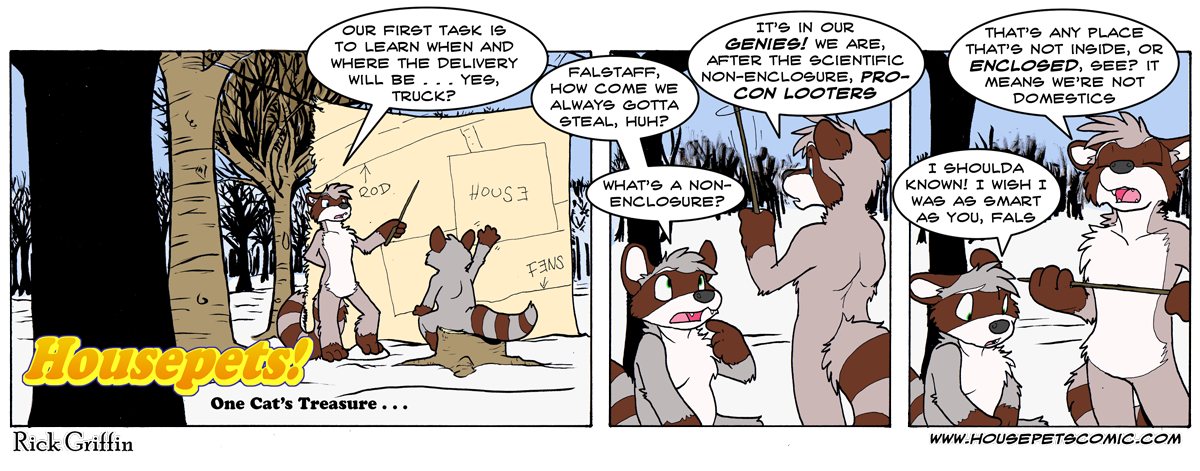 OUR FIRST TASK IS
TO LEARN WHEN AND
WHERE THE DELIVERY
WILL BE . . . YES,
TRUCK?
ROD
HOUSE
FENS
Housepets!
One Cat's Treasure . . .
Rick Griffin
FALSTAFF,
HOW COME WE
ALWAYS GOTTA
STEAL, HUH?
IT'S IN OUR
GENIES! WE ARE,
AFTER THE SCIENTIFIC
NON-ENCLOSURE, PRO-
CON LOOTERS
WHAT'S A NON-
ENCLOSURE?
THAT'S ANY PLACE
THAT'S NOT INSIDE, OR
ENCLOSED, SEE? IT
MEANS WE'RE NOT
DOMESTICS
I SHOULDA
KNOWN! I WISH I
WAS AS SMART
AS YOU, FALS
WWW.HOUSEPETSCOMIC.COM